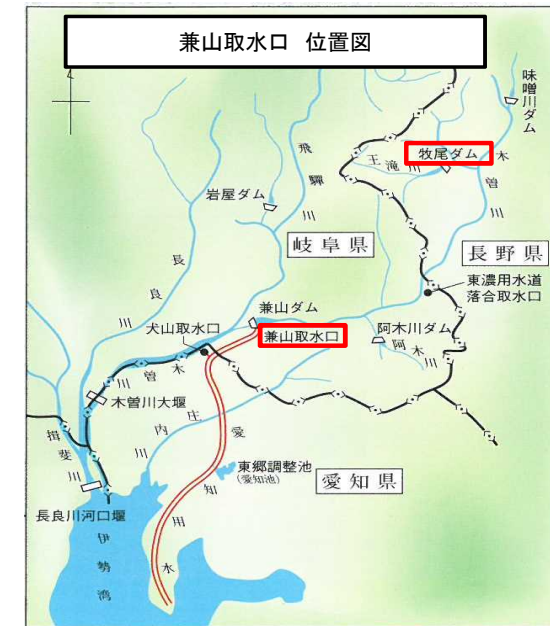 兼山取水口 位置図
味噌川ダム
牧尾ダム
王滝川
木曽川
飛騨川
岩屋ダム
岐阜県
長野県
長良川
東濃用水道
落合取水口
兼山ダム
犬山取水口
兼山取水口
阿木川ダム
阿木川
木曽川
木曽川大堰
庄内川
揖斐川
愛知用水
東郷調整池
(愛知池)
愛知県
長良川河口堰
伊勢湾